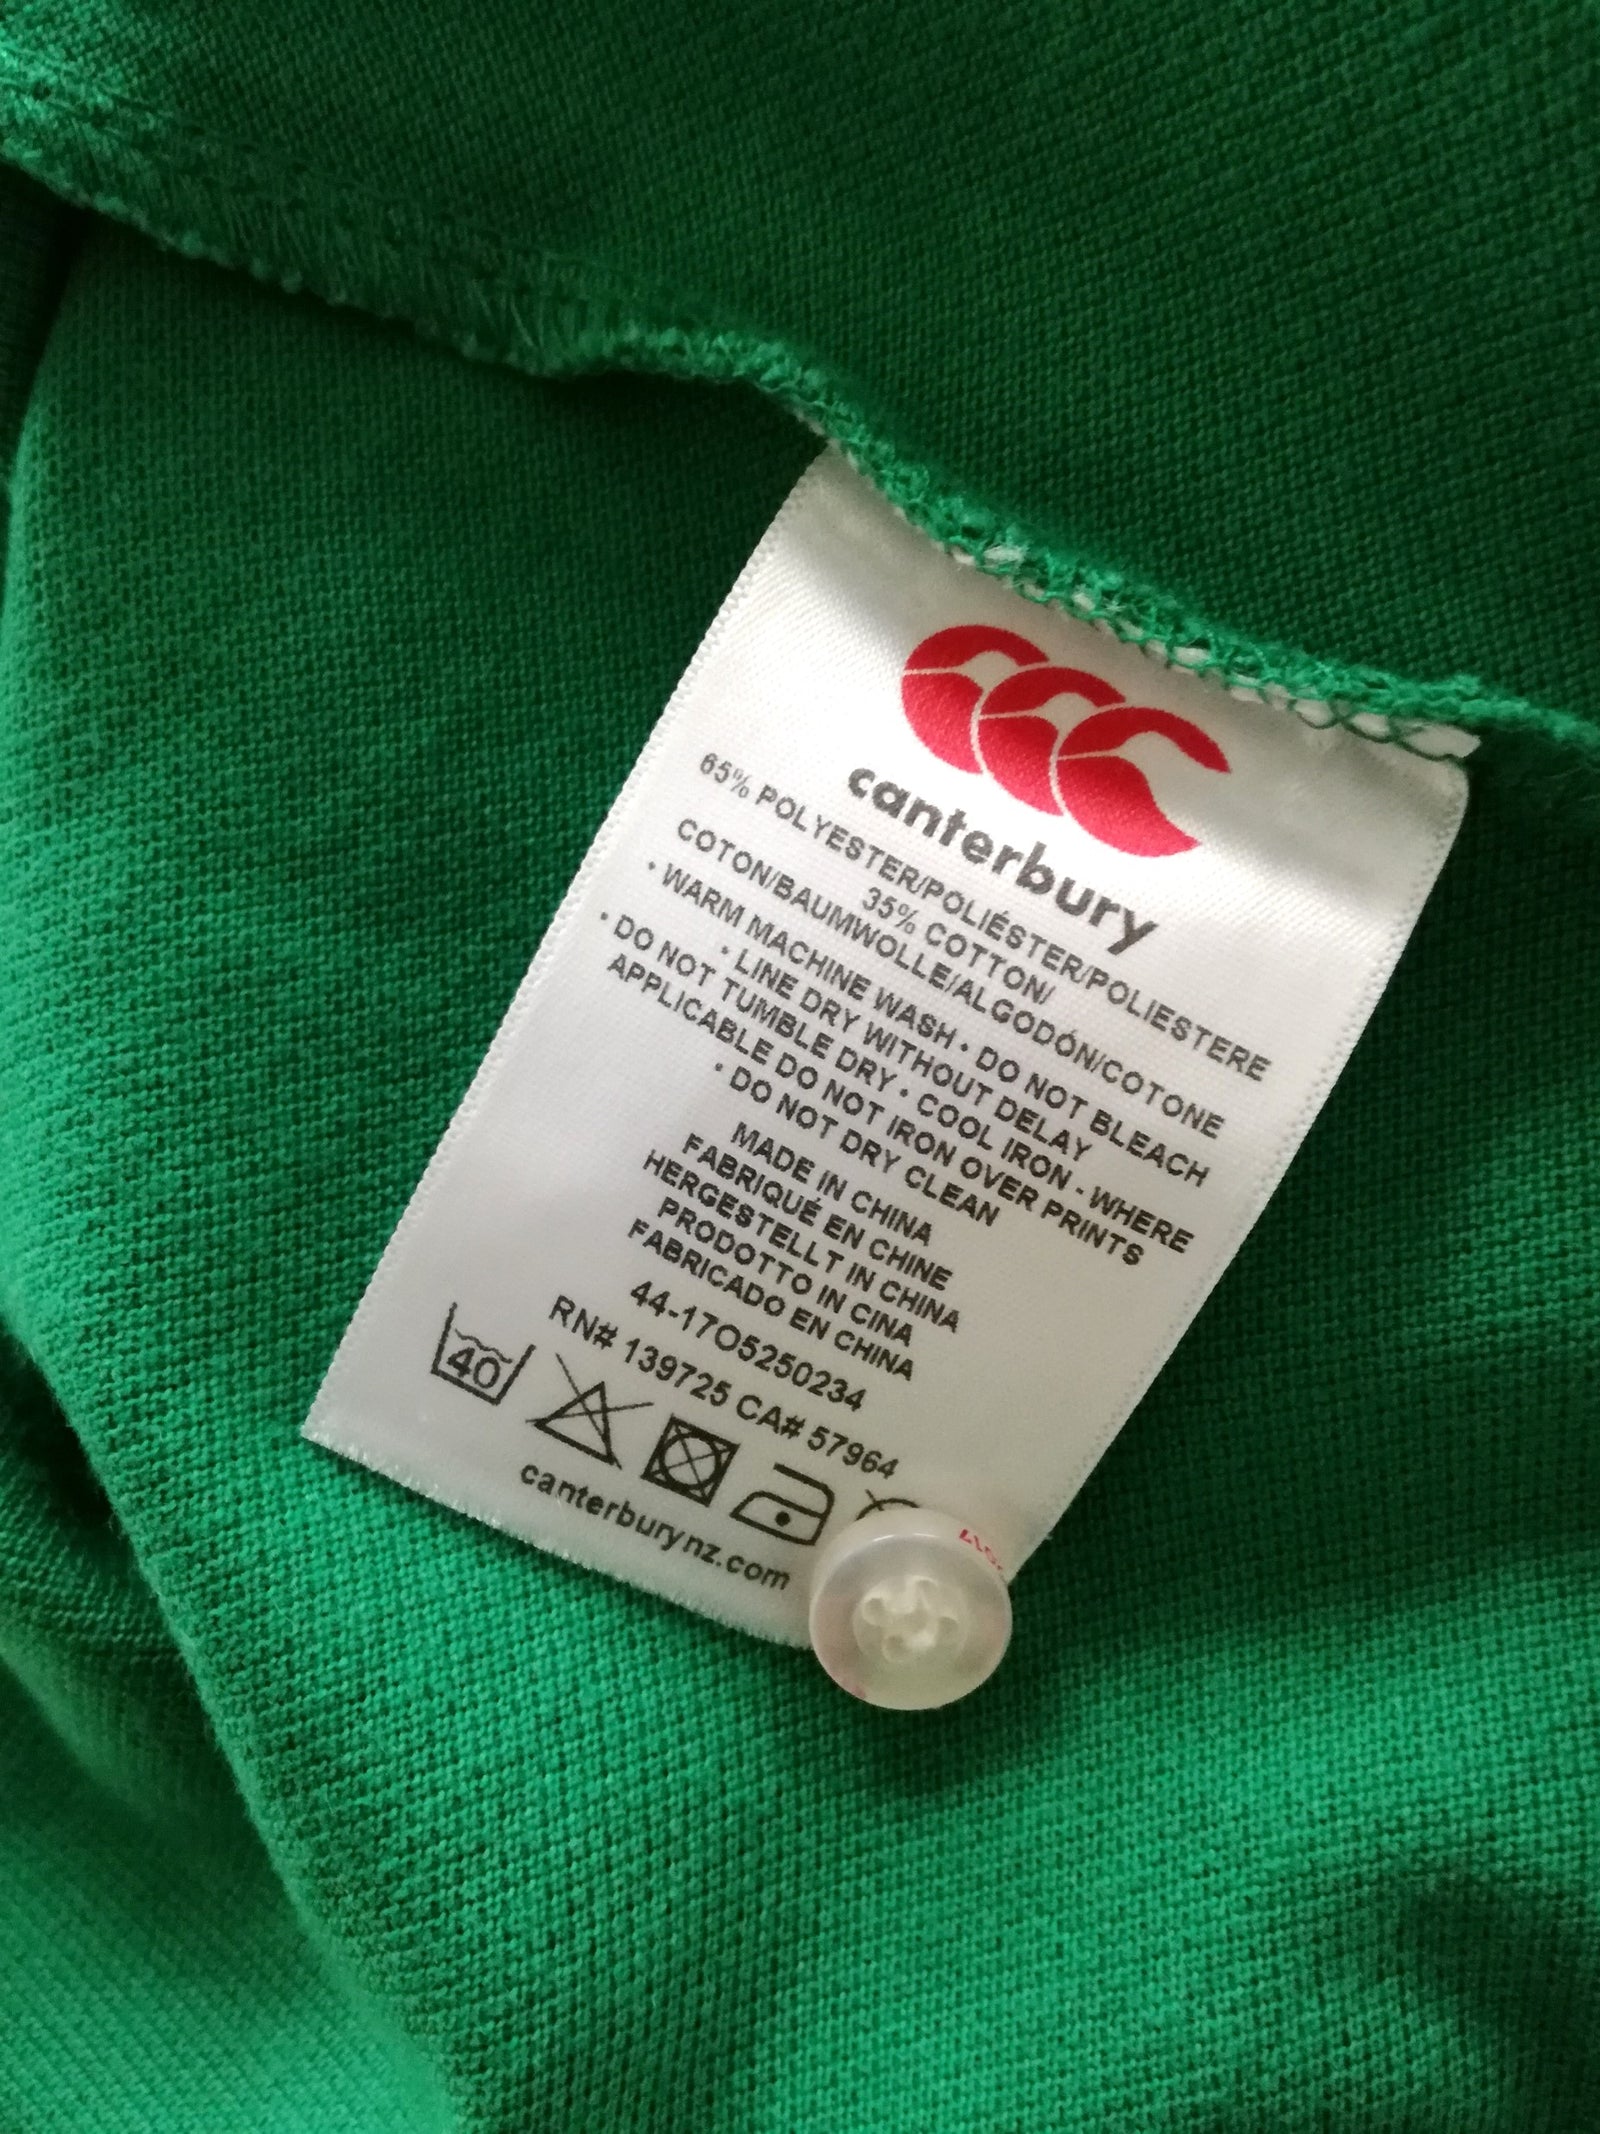 canterbury
65% POLYESTER/POLIÉSTER/POLIESTERE
35% COTTON/
COTON/BAUMWOLLE/ALGODÓN/COTONE
• WARM MACHINE WASH • DO NOT BLEACH
• LINE DRY WITHOUT DELAY
• DO NOT TUMBLE DRY • COOL IRON - WHERE
APPLICABLE DO NOT IRON OVER PRINTS
• DO NOT DRY CLEAN
MADE IN CHINA
FABRIQUÉ EN CHINE
HERGESTELLT IN CHINA
PRODOTTO IN CINA
FABRICADO EN CHINA
44-17O5250234
RN# 139725 CA# 57964
40
canterburynz.com